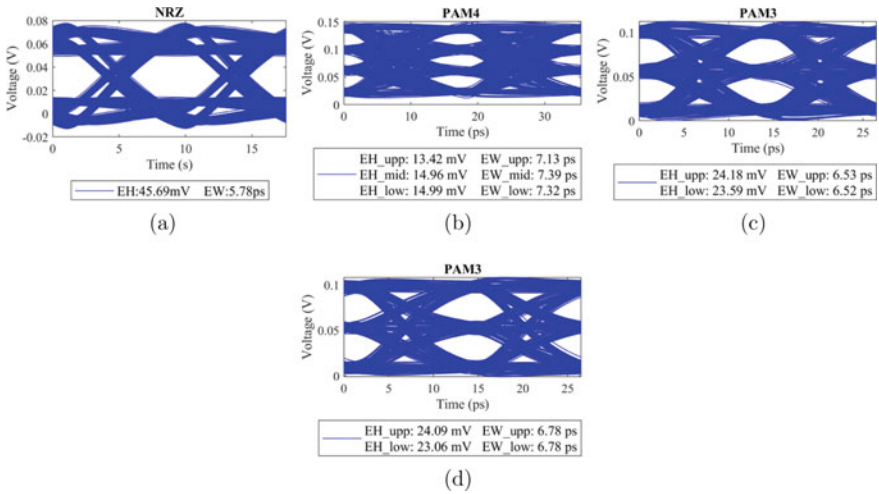 NRZ
0.08
0.06
0.04
0.02
0
-0.02
Voltage (V)
0 5 10 15
Time (s)
EH:45.69mV EW:5.78ps
(a)
PAM4
0.15
0.1
0.05
0
Voltage (V)
0 10 20 30
Time (ps)
EH_upp: 13.42 mV EW_upp: 7.13 ps
EH_mid: 14.96 mV EW_mid: 7.39 ps
EH_low: 14.99 mV EW_low: 7.32 ps
(b)
PAM3
0.1
0.05
0
Voltage (V)
0 5 10 15 20 25
Time (ps)
EH_upp: 24.18 mV EW_upp: 6.53 ps
EH_low: 23.59 mV EW_low: 6.52 ps
(c)
PAM3
0.1
0.05
0
Voltage (V)
0 5 10 15 20 25
Time (ps)
EH_upp: 24.09 mV EW_upp: 6.78 ps
EH_low: 23.06 mV EW_low: 6.78 ps
(d)